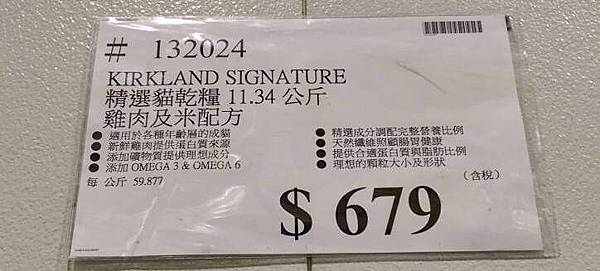 # 132024
KIRKLAND SIGNATURE
精選貓乾糧 11.34 公斤
雞肉及米配方
● 適用於各種年齡層的成貓
● 新鮮雞肉提供蛋白質來源
● 添加礦物質提供理想成分
● 添加 OMEGA 3 & OMEGA 6
● 精選成分調配完整營養比例
● 天然纖維照顧腸胃健康
● 提供合適蛋白質與脂肪比例
● 理想的顆粒大小及形狀
每 公斤 59.877
(含稅)
$ 679